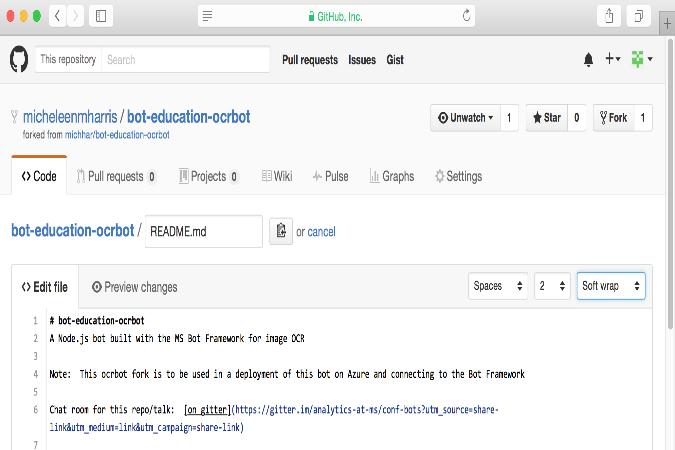 GitHub, Inc.
This repository Search Pull requests Issues Gist
micheleenmharris / bot-education-ocrbot Unwatch 1 Star 0 Fork 1
forked from michhar/bot-education-ocrbot
Code Pull requests 0 Projects 0 Wiki Pulse Graphs Settings
bot-education-ocrbot / README.md or cancel
Edit file Preview changes Spaces 2 Soft wrap
1 # bot-education-ocrbot
2 A Node.js bot built with the MS Bot Framework for image OCR
3
4 Note: This ocrbot fork is to be used in a deployment of this bot on Azure and connecting to the Bot Framework
5
6 Chat room for this repo/talk: [on gitter](https://gitter.im/analytics-at-ms/conf-bots?utm_source=share-
link&utm_medium=link&utm_campaign=share-link)
7